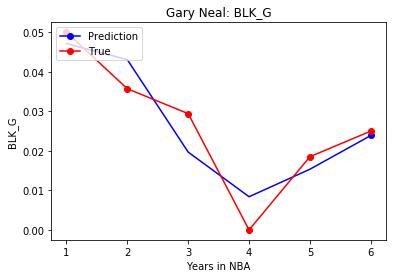 Gary Neal: BLK_G
Prediction
True
0.05
0.04
0.03
0.02
0.01
0.00
BLK_G
1 2 3 4 5 6
Years in NBA